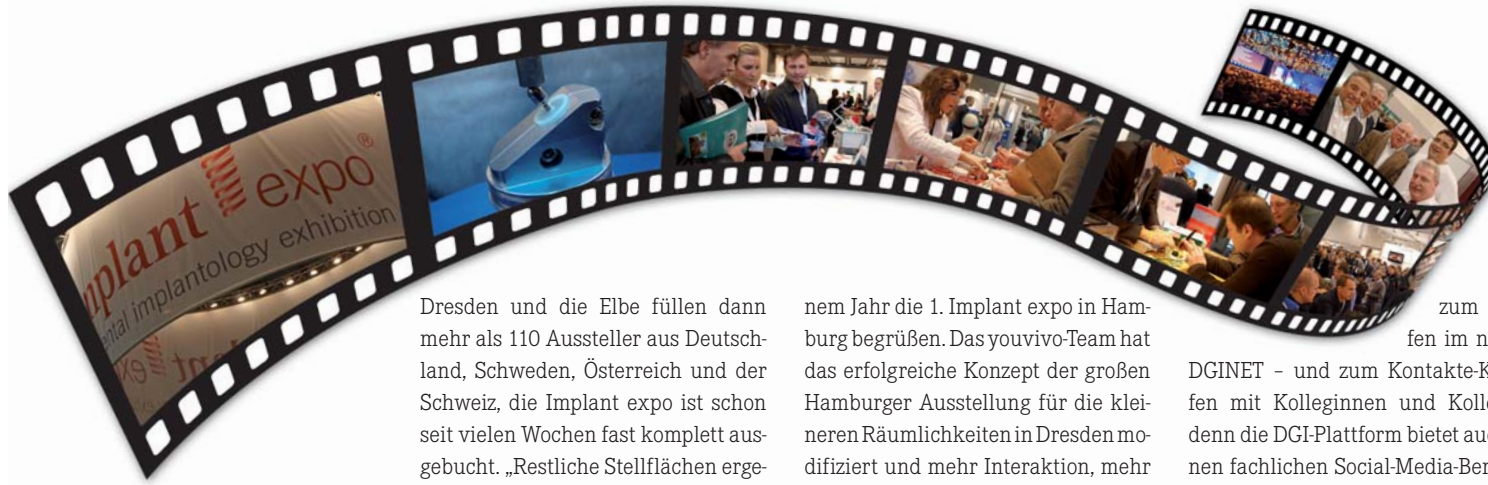 implant expo®
dental implantology exhibition
Dresden und die Elbe füllen dann
mehr als 110 Aussteller aus Deutsch-
land, Schweden, Österreich und der
Schweiz, die Implant expo ist schon
seit vielen Wochen fast komplett aus-
gebucht. „Restliche Stellflächen erge-
nem Jahr die 1. Implant expo in Ham-
burg begrüßen. Das youvivo-Team hat
das erfolgreiche Konzept der großen
Hamburger Ausstellung für die klei-
neren Räumlichkeiten in Dresden mo-
difiziert und mehr Interaktion, mehr
zum
fen im n
DGINET – und zum Kontakte-K
fen mit Kolleginnen und Kolle
denn die DGI-Plattform bietet au
nen fachlichen Social-Media-Ber